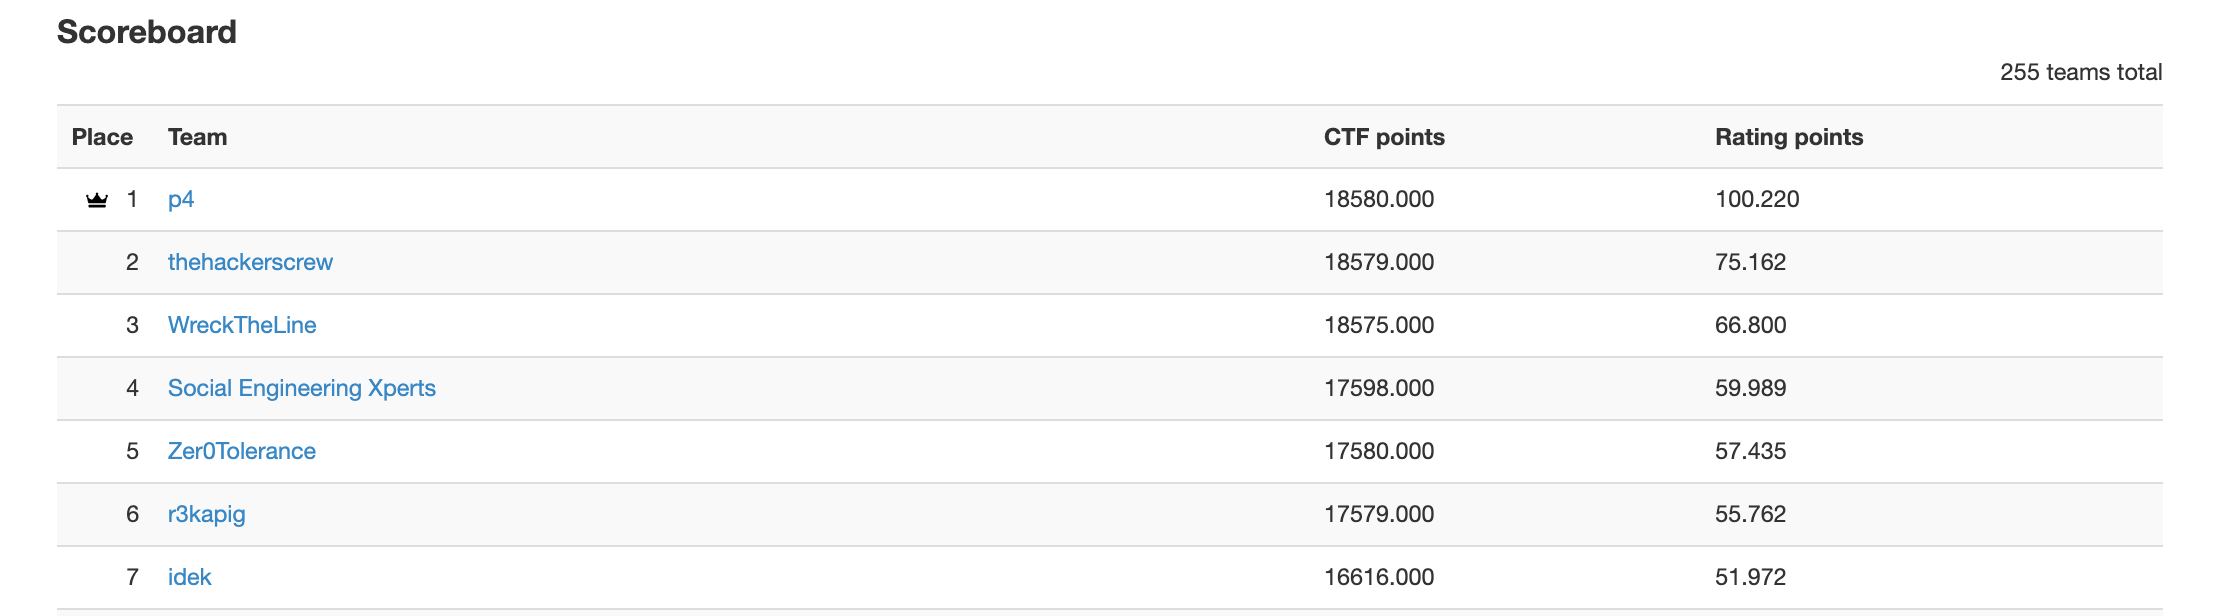 Scoreboard
255 teams total
Place Team CTF points Rating points
1 p4 18580.000 100.220
2 thehackerscrew 18579.000 75.162
3 WreckTheLine 18575.000 66.800
4 Social Engineering Xperts 17598.000 59.989
5 Zer0Tolerance 17580.000 57.435
6 r3kapig 17579.000 55.762
7 idek 16616.000 51.972